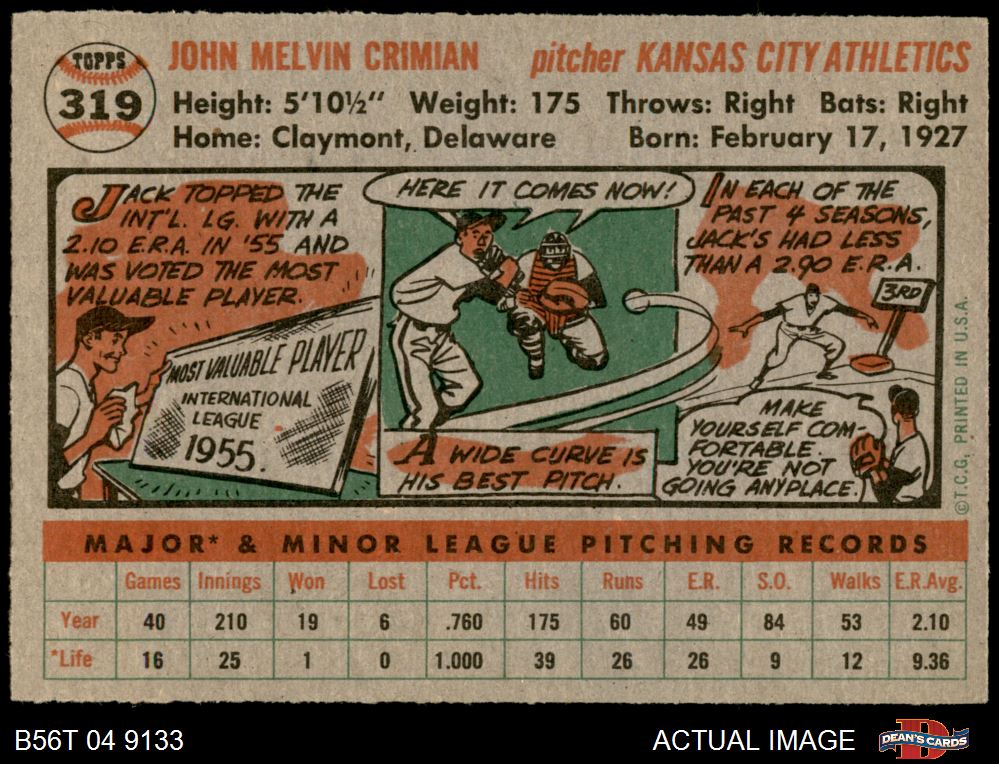 TOPPS
319
JOHN MELVIN CRIMIAN pitcher KANSAS CITY ATHLETICS
Height: 5'10½" Weight: 175 Throws: Right Bats: Right
Home: Claymont, Delaware Born: February 17, 1927
JACK TOPPED THE
INT'L. LG. WITH A
2.10 E.R.A. IN '55 AND
WAS VOTED THE MOST
VALUABLE PLAYER.
MOST VALUABLE PLAYER
INTERNATIONAL
LEAGUE
1955.
HERE IT COMES NOW!
A WIDE CURVE IS
HIS BEST PITCH.
IN EACH OF THE
PAST 4 SEASONS,
JACK'S HAD LESS
THAN A 2.90 E.R.A.
3RD
MAKE
YOURSELF COM-
FORTABLE.
YOU'RE NOT
GOING ANYPLACE.
© T.C.G. PRINTED IN U.S.A.
MAJOR* & MINOR LEAGUE PITCHING RECORDS
Games Innings Won Lost Pct. Hits Runs E.R. S.O. Walks E.R.Avg.
Year 40 210 19 6 .760 175 60 49 84 53 2.10
*Life 16 25 1 0 1.000 39 26 26 9 12 9.36
B56T 04 9133 ACTUAL IMAGE
D
DEAN'S CARDS